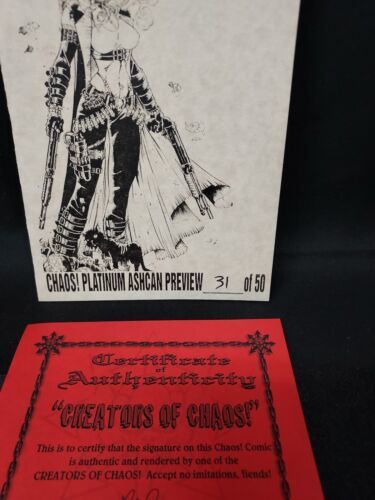 CHAOS! PLATINUM ASHCAN PREVIEW 31 of 50
Certificate
of
Authenticity
"CREATORS OF CHAOS!"
This is to certify that the signature on this Chaos! Comic
is authentic and rendered by one of the
CREATORS OF CHAOS! Accept no imitations, fiends!